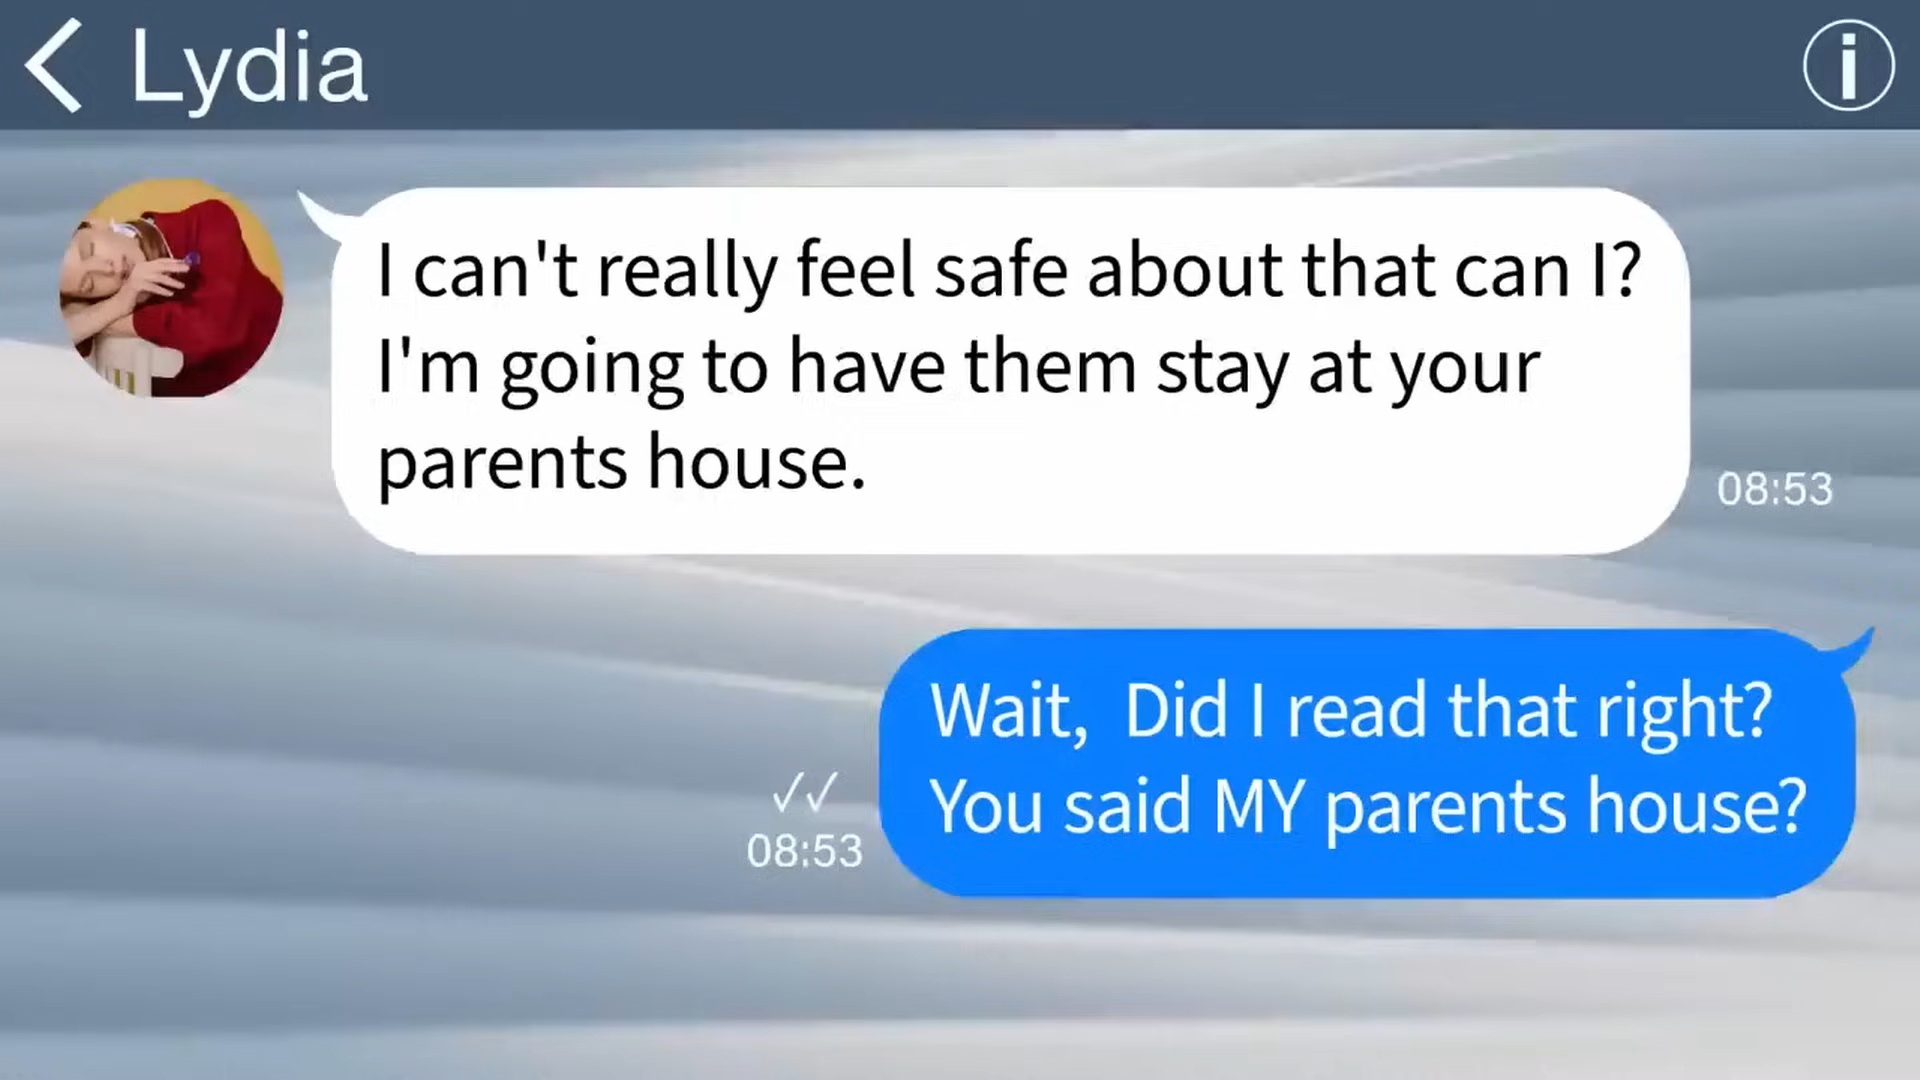 Lydia
I can't really feel safe about that can I?
I'm going to have them stay at your
parents house.
08:53
Wait,  Did I read that right?
You said MY parents house?
08:53